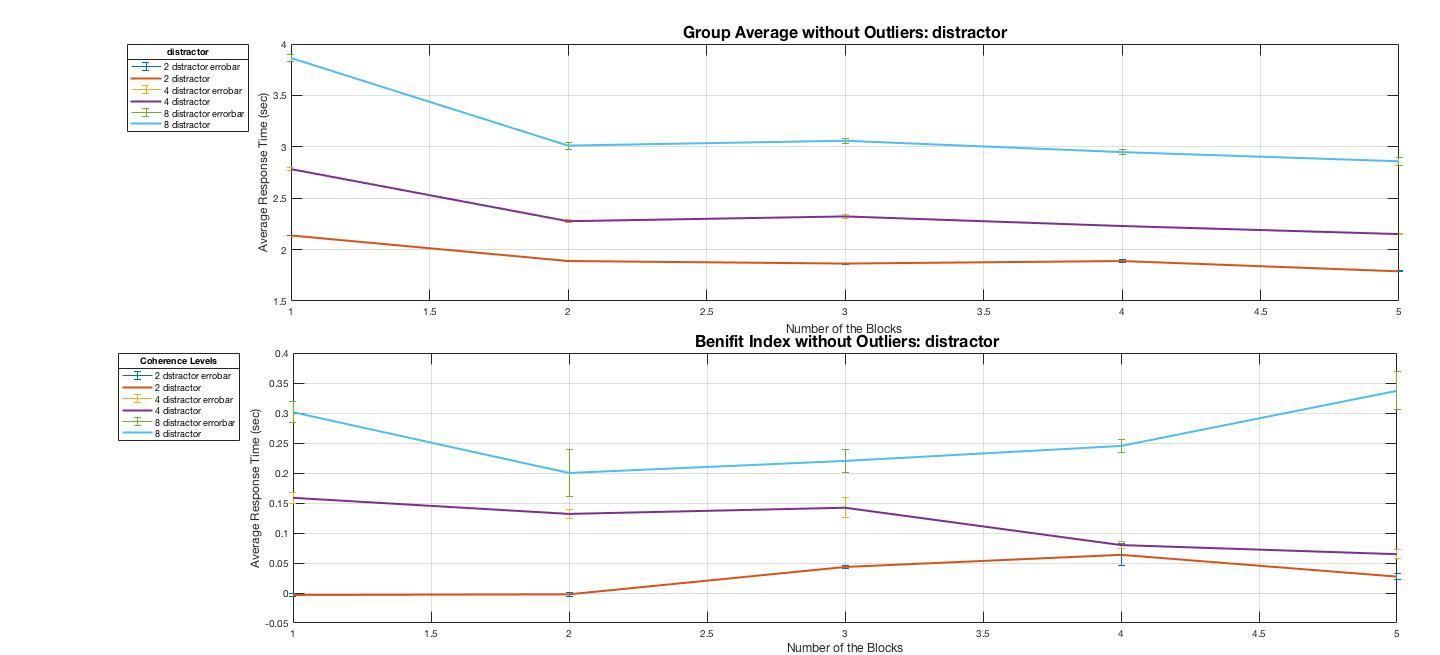 Group Average without Outliers: distractor
distractor
2 dstractor errobar
2 distractor
4 distractor errobar
4 distractor
8 distractor errorbar
8 distractor
Average Response Time (sec)
4
3.5
3
2.5
2
1.5
1
1.5
2
2.5
3
3.5
4
4.5
5
Number of the Blocks
Benifit Index without Outliers: distractor
Coherence Levels
2 dstractor errobar
2 distractor
4 distractor errobar
4 distractor
8 distractor errorbar
8 distractor
Average Response Time (sec)
0.4
0.35
0.3
0.25
0.2
0.15
0.1
0.05
0
-0.05
1
1.5
2
2.5
3
3.5
4
4.5
5
Number of the Blocks